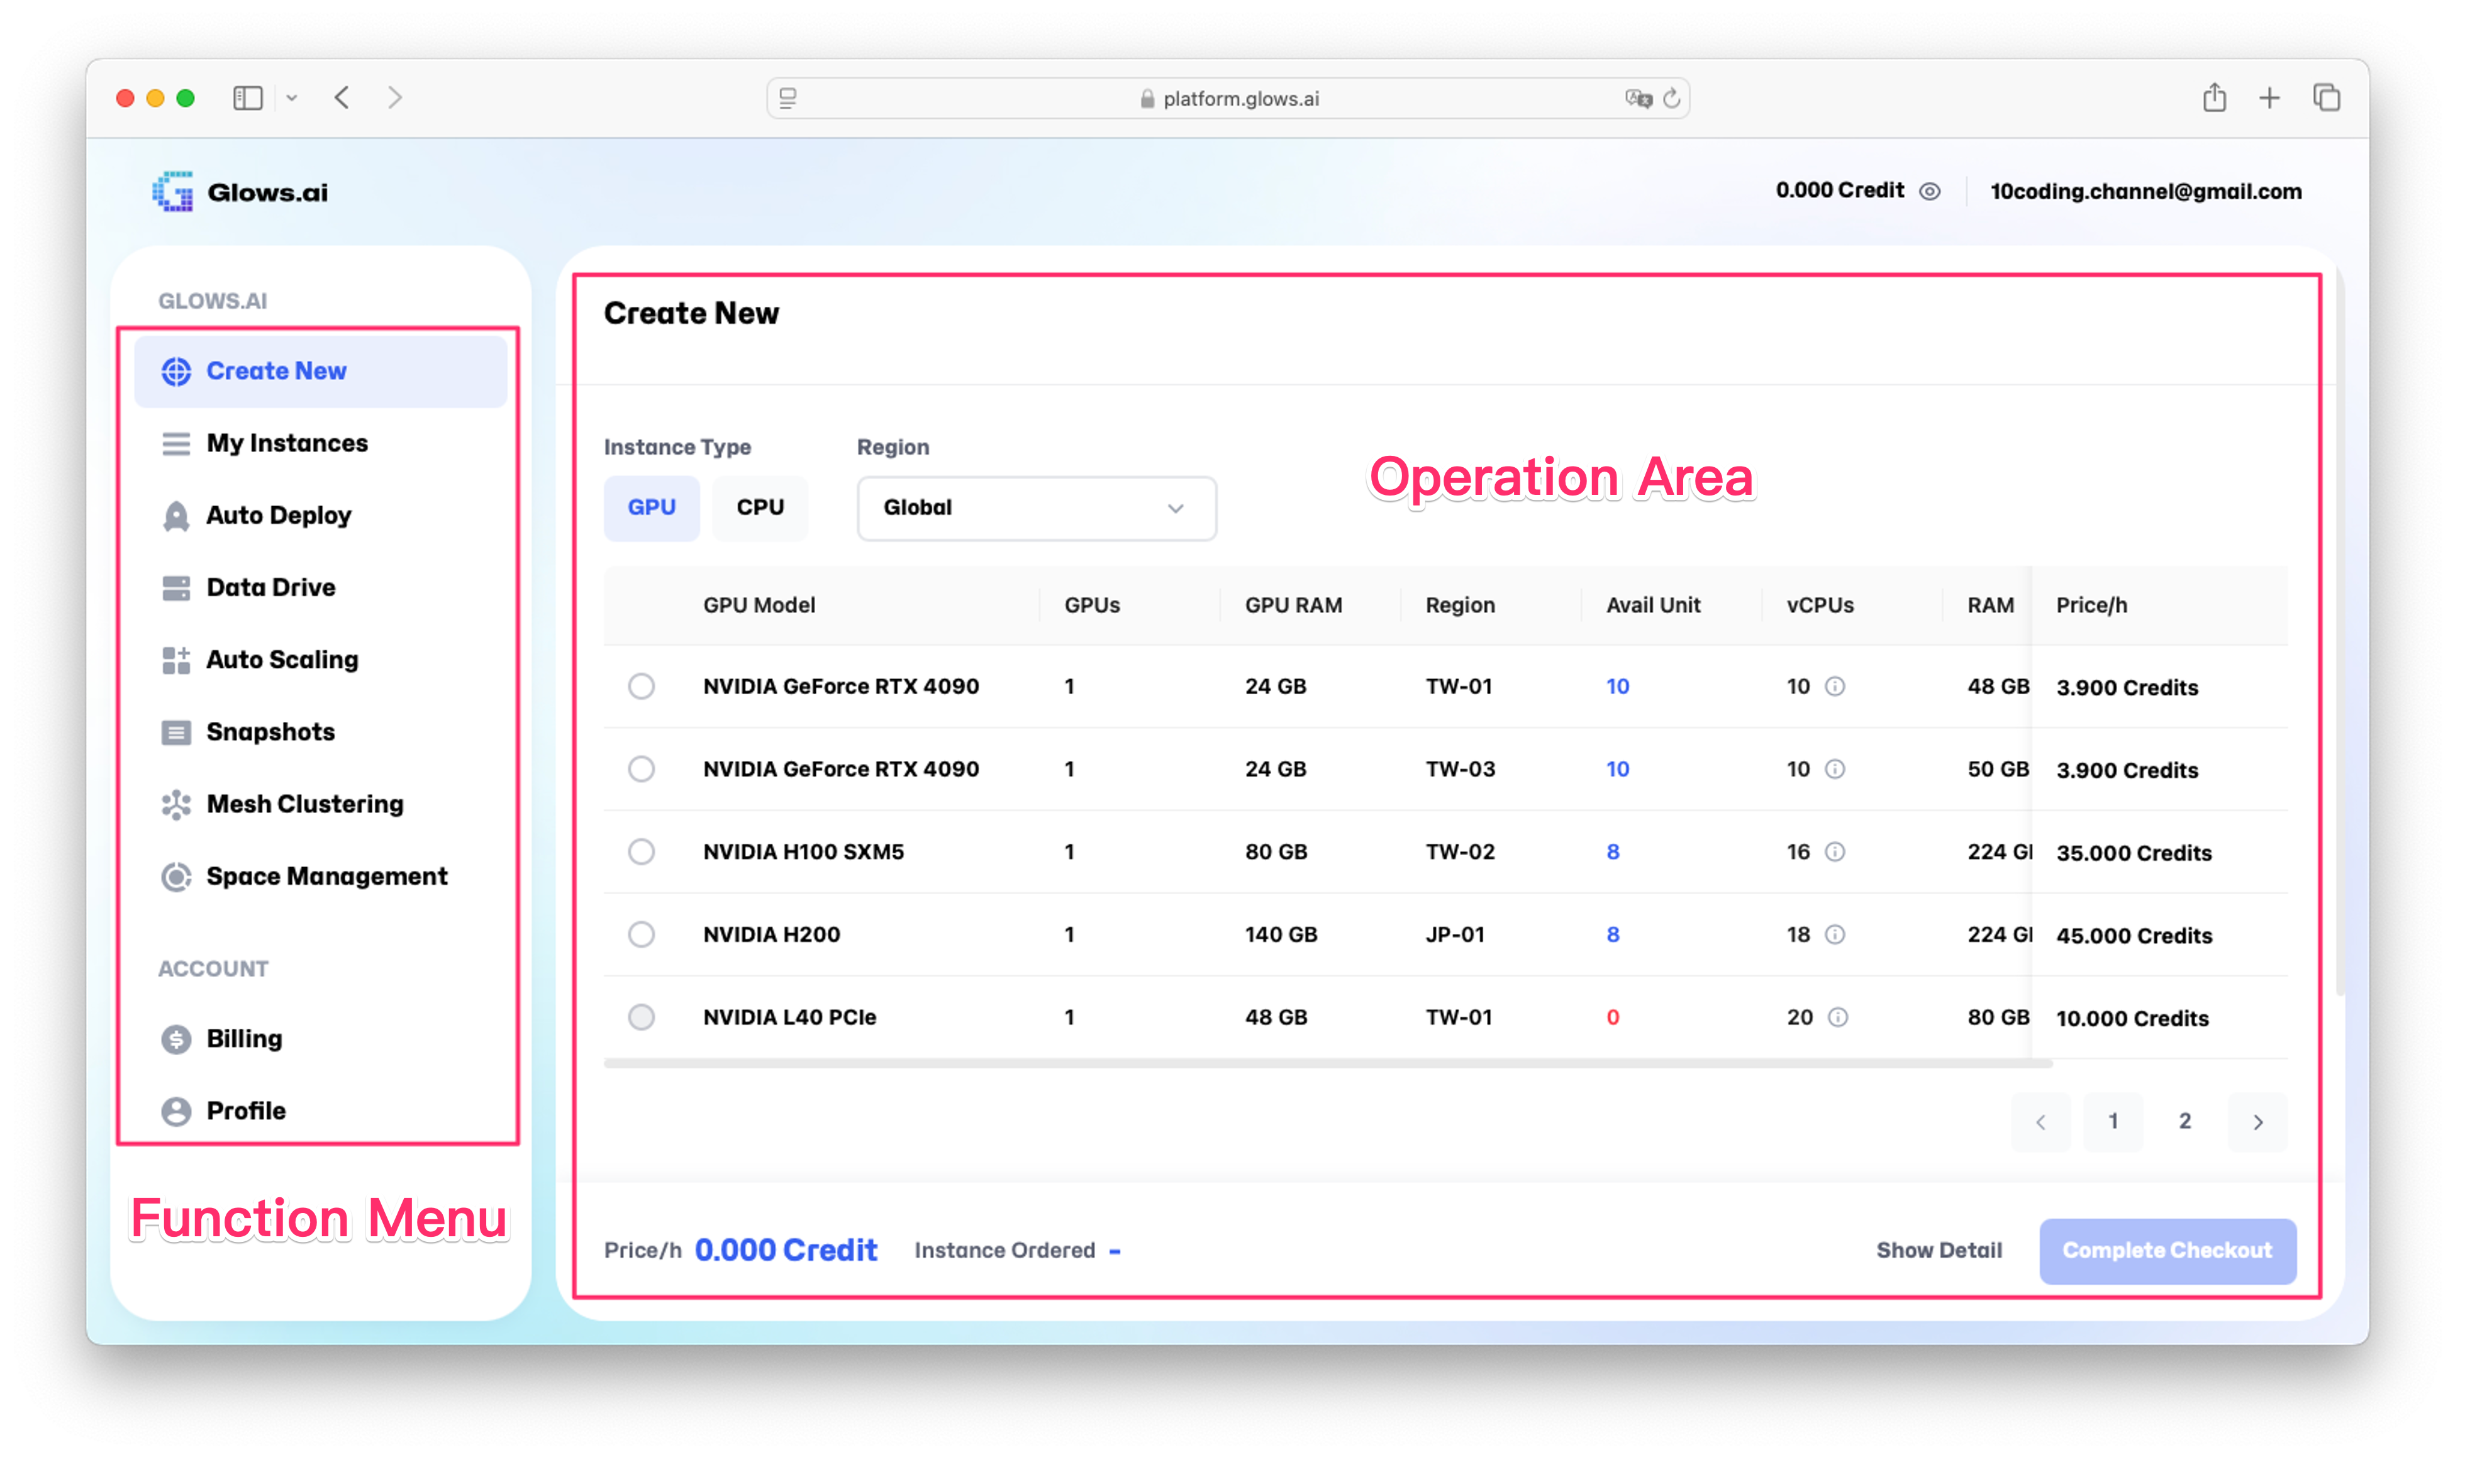 platform.glows.ai
Glows.ai
0.000 Credit
10coding.channel@gmail.com
GLOWS.AI
Create New
My Instances
Auto Deploy
Data Drive
Auto Scaling
Snapshots
Mesh Clustering
Space Management
ACCOUNT
Billing
Profile
Function Menu
Create New
Instance Type
Region
GPU
CPU
Global
Operation Area
GPU Model GPUs GPU RAM Region Avail Unit vCPUs RAM Price/h
NVIDIA GeForce RTX 4090 1 24 GB TW-01 10 10 48 GB 3.900 Credits
NVIDIA GeForce RTX 4090 1 24 GB TW-03 10 10 50 GB 3.900 Credits
NVIDIA H100 SXM5 1 80 GB TW-02 8 16 224 G 35.000 Credits
NVIDIA H200 1 140 GB JP-01 8 18 224 G 45.000 Credits
NVIDIA L40 PCIe 1 48 GB TW-01 0 20 80 GB 10.000 Credits
1 2
Price/h 0.000 Credit Instance Ordered -
Show Detail
Complete Checkout